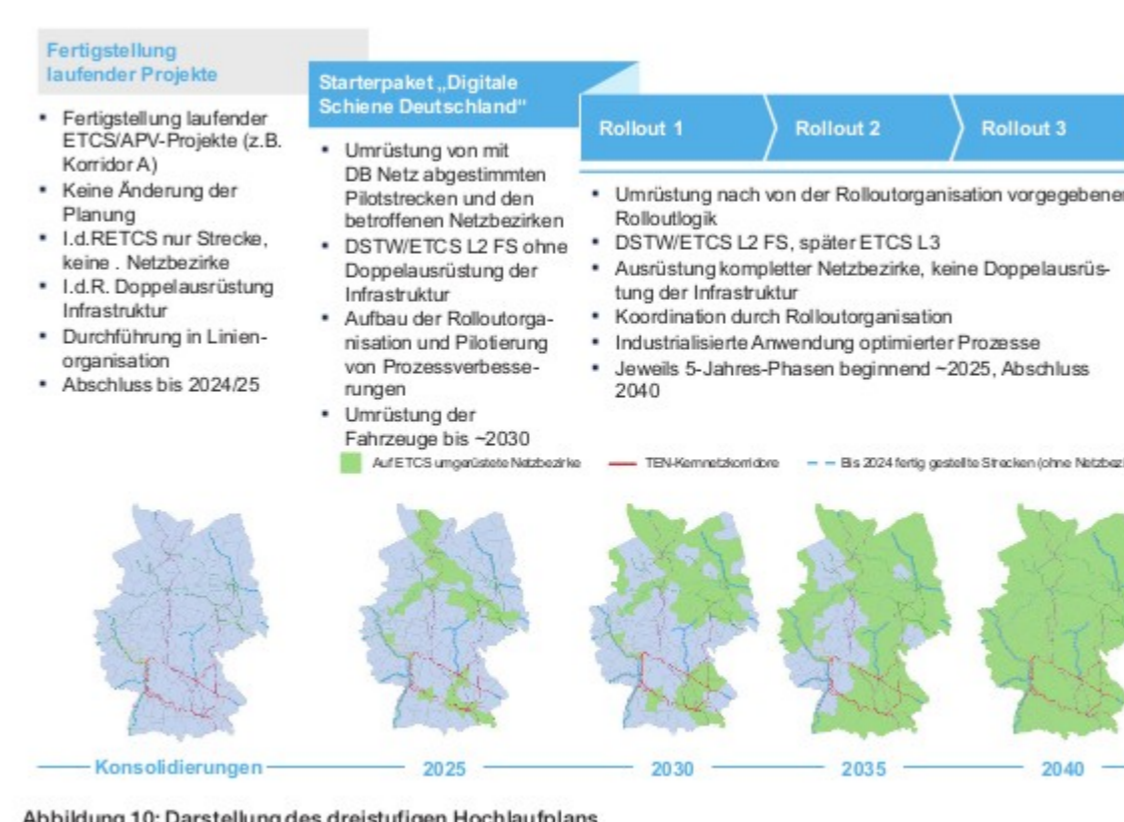 Fertigstellung
laufender Projekte
• Fertigstellung laufender
ETCS/APV-Projekte (z.B.
Korridor A)
• Keine Änderung der
Planung
• I.d.RETCS nur Strecke,
keine . Netzbezirke
• I.d.R. Doppelausrüstung
Infrastruktur
• Durchführung in Linien-
organisation
• Abschluss bis 2024/25
Starterpaket „Digitale
Schiene Deutschland“
• Umrüstung von mit
DB Netz abgestimmten
Pilotstrecken und den
betroffenen Netzbezirken
• DSTW/ETCS L2 FS ohne
Doppelausrüstung der
Infrastruktur
• Aufbau der Rolloutorga-
nisation und Pilotierung
von Prozessverbesse-
rungen
• Umrüstung der
Fahrzeuge bis ~2030
Rollout 1 Rollout 2 Rollout 3
• Umrüstung nach von der Rolloutorganisation vorgegebener
Rolloutlogik
• DSTW/ETCS L2 FS, später ETCS L3
• Ausrüstung kompletter Netzbezirke, keine Doppelausrüs-
tung der Infrastruktur
• Koordination durch Rolloutorganisation
• Industrialisierte Anwendung optimierter Prozesse
• Jeweils 5-Jahres-Phasen beginnend ~2025, Abschluss
2040
Auf ETCS umgerüstete Netzbezirke TEN-Kernnetzkorridore Bis 2024 fertig gestellte Strecken (ohne Netzbezi
Konsolidierungen 2025 2030 2035 2040
Abbildung 10: Darstellung des dreistufigen Hochlaufplans